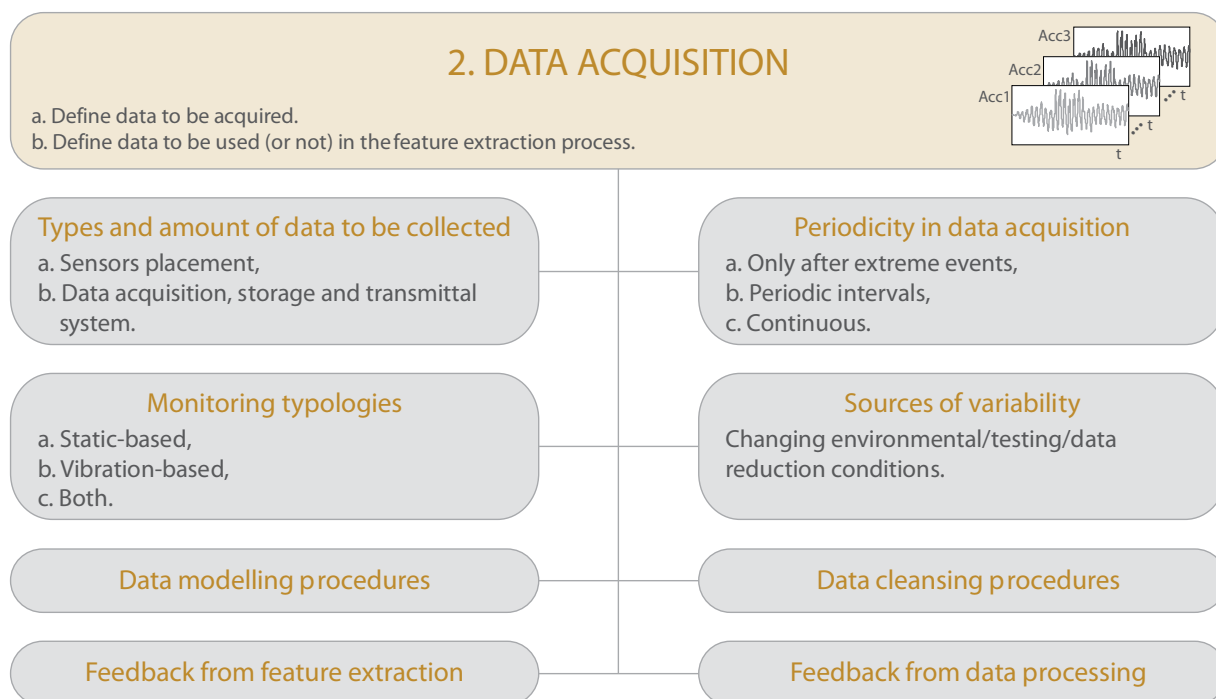 2. DATA ACQUISITION
a. Define data to be acquired.
b. Define data to be used (or not) in the feature extraction process.
Acc3
Acc2
Acc1
t
t
t
Types and amount of data to be collected
a. Sensors placement,
b. Data acquisition, storage and transmittal
system.
Periodicity in data acquisition
a. Only after extreme events,
b. Periodic intervals,
c. Continuous.
Monitoring typologies
a. Static-based,
b. Vibration-based,
c. Both.
Sources of variability
Changing environmental/testing/data
reduction conditions.
Data modelling procedures
Data cleansing procedures
Feedback from feature extraction
Feedback from data processing